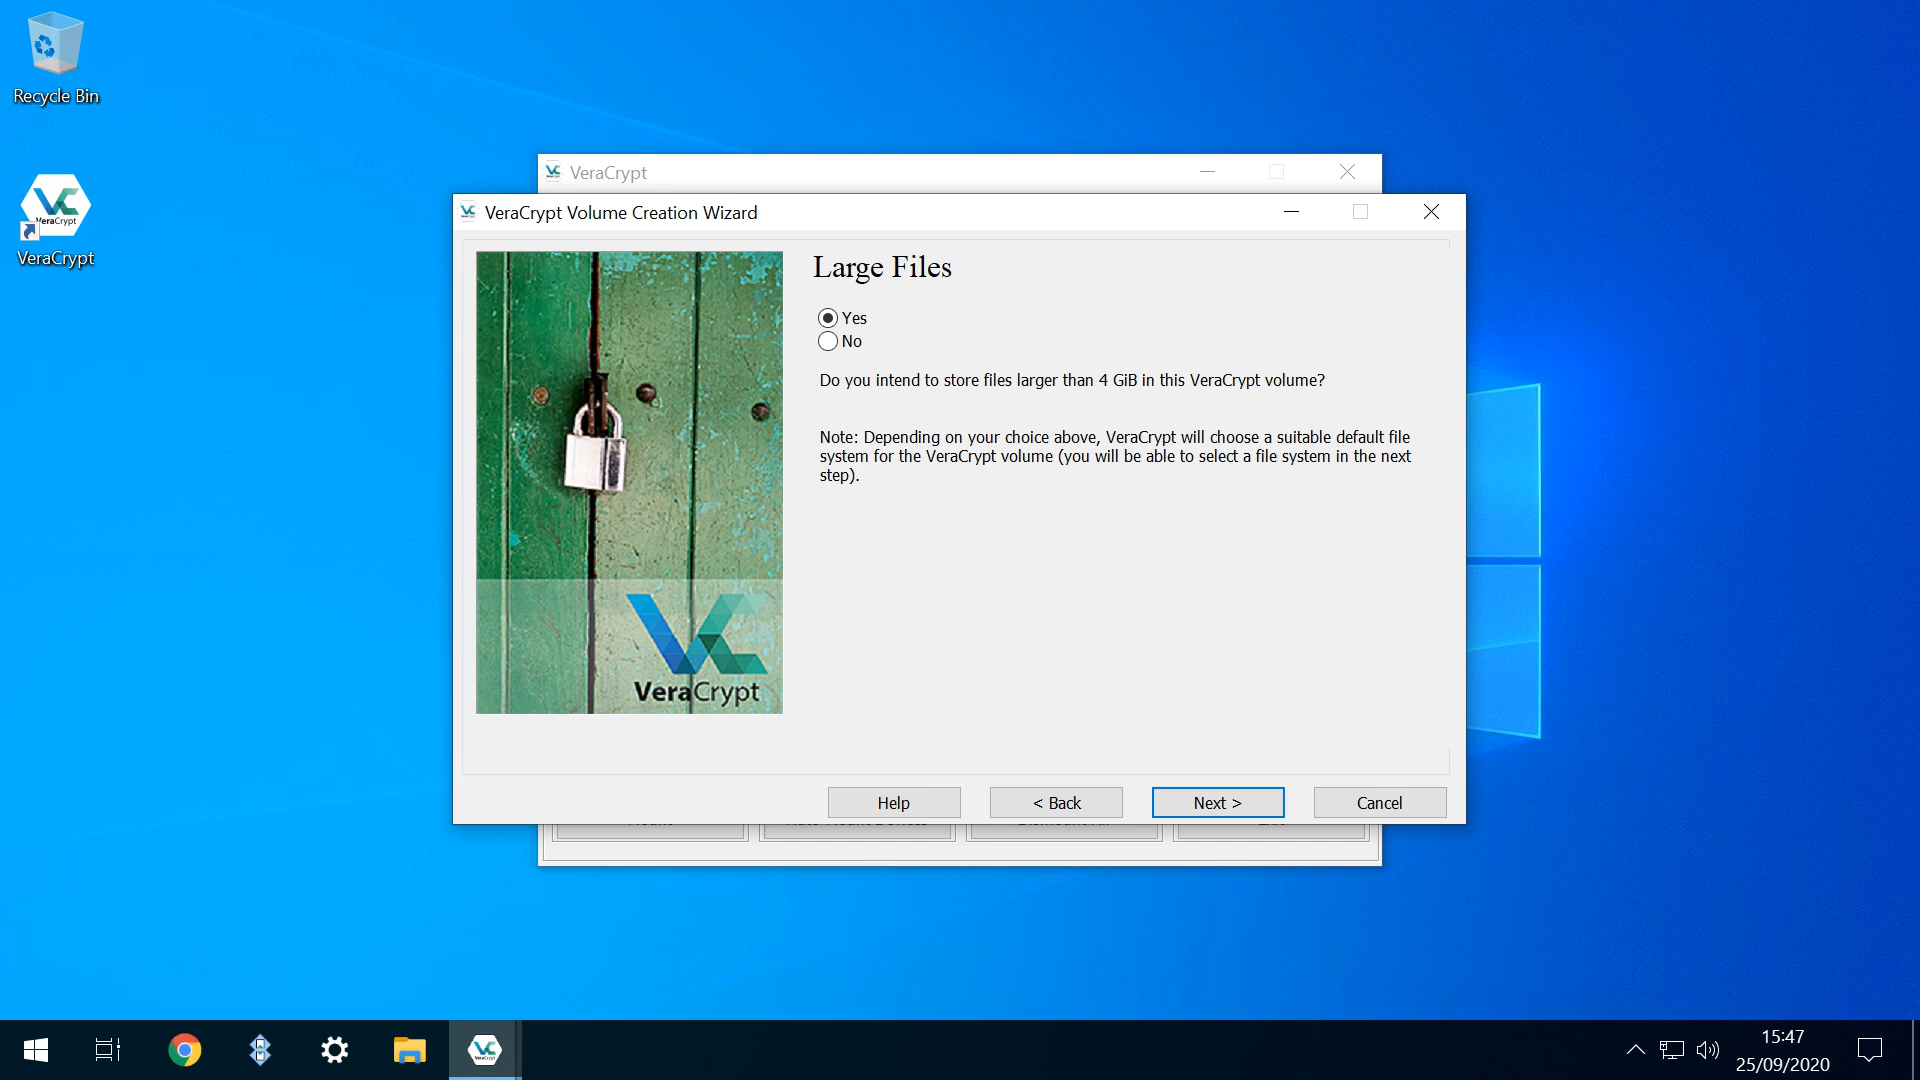 Recycle Bin
VeraCrypt
VeraCrypt
VeraCrypt
VeraCrypt Volume Creation Wizard
Large Files
Yes
No
Do you intend to store files larger than 4 GiB in this VeraCrypt volume?
Note: Depending on your choice above, VeraCrypt will choose a suitable default file
system for the VeraCrypt volume (you will be able to select a file system in the next
step).
VeraCrypt
Help
< Back
Next >
Cancel
15:47
25/09/2020